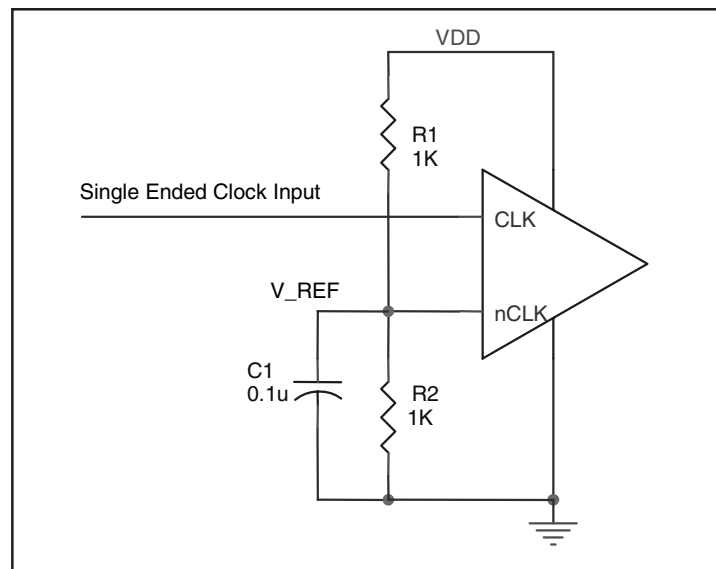 VDD
R1
1K
Single Ended Clock Input
CLK
V_REF
nCLK
C1
0.1u
R2
1K